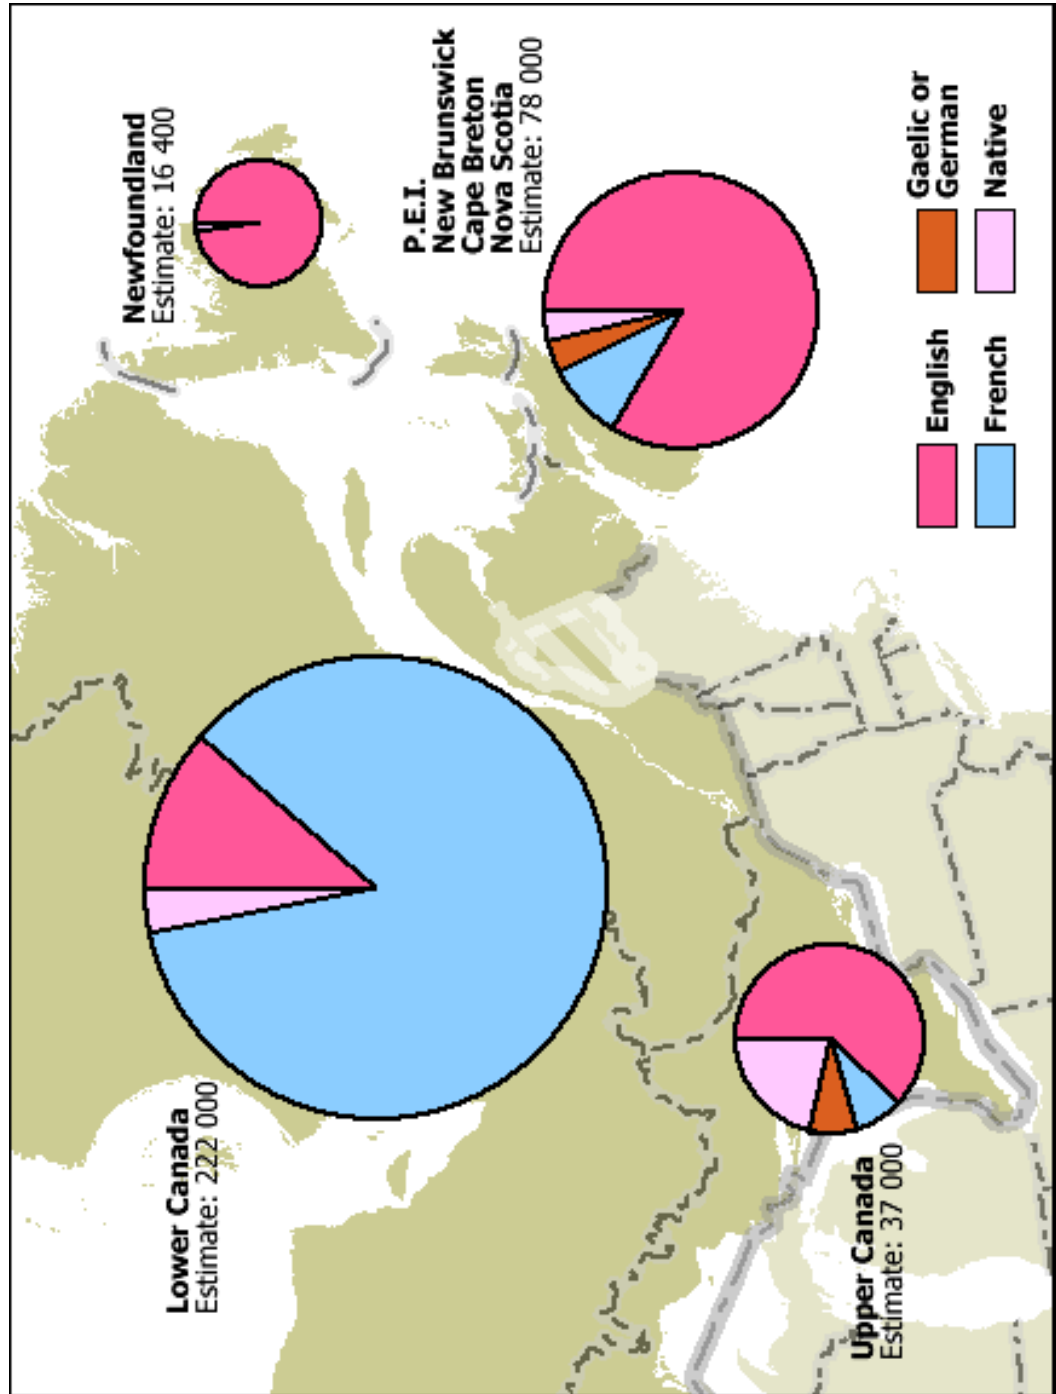 Lower Canada
Estimate: 222 000
Newfoundland
Estimate: 16 400
P.E.I.
New Brunswick
Cape Breton
Nova Scotia
Estimate: 78 000
Upper Canada
Estimate: 37 000
English
French
Gaelic or
German
Native